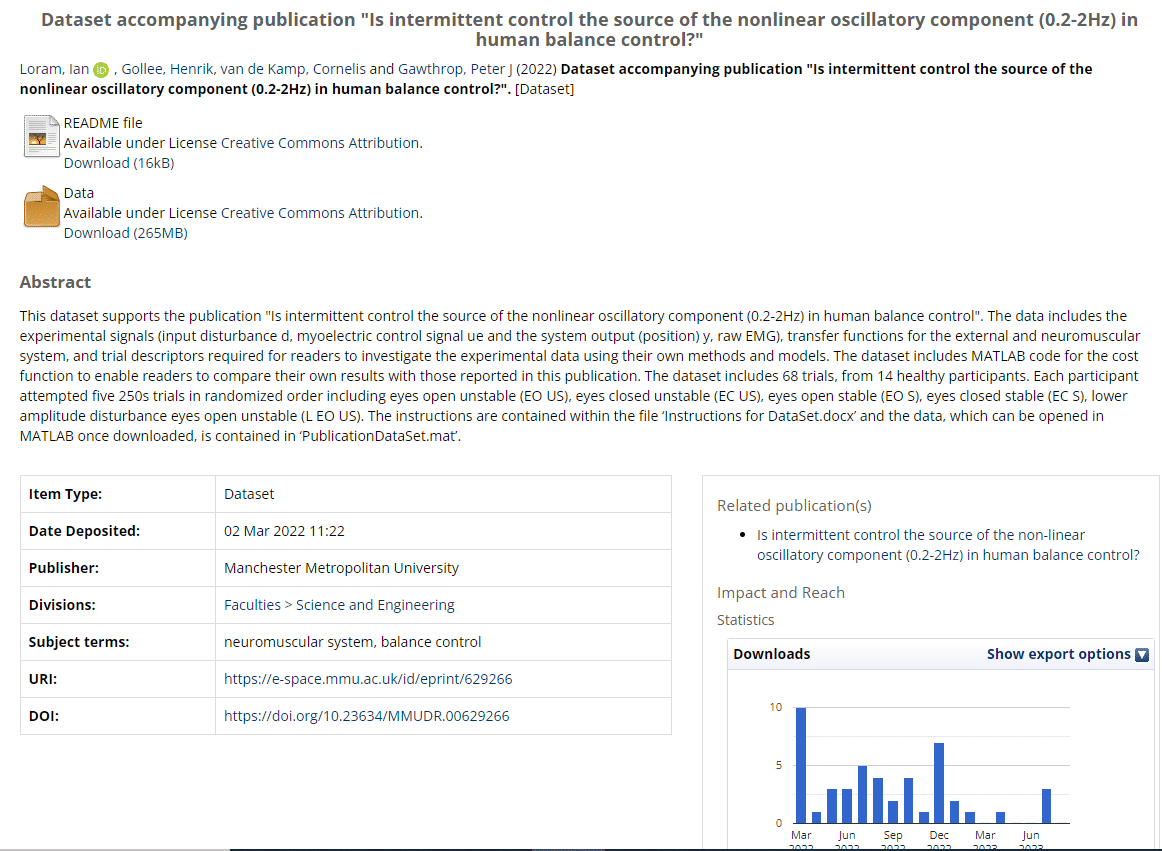 Dataset accompanying publication "Is intermittent control the source of the nonlinear oscillatory component (0.2-2Hz) in
human balance control?"
Loram, Ian iD , Gollee, Henrik, van de Kamp, Cornelis and Gawthrop, Peter J (2022) Dataset accompanying publication "Is intermittent control the source of the
nonlinear oscillatory component (0.2-2Hz) in human balance control?". [Dataset]
README file
Available under License Creative Commons Attribution.
Download (16kB)
Data
Available under License Creative Commons Attribution.
Download (265MB)
Abstract
This dataset supports the publication "Is intermittent control the source of the nonlinear oscillatory component (0.2-2Hz) in human balance control". The data includes the
experimental signals (input disturbance d, myoelectric control signal ue and the system output (position) y, raw EMG), transfer functions for the external and neuromuscular
system, and trial descriptors required for readers to investigate the experimental data using their own methods and models. The dataset includes MATLAB code for the cost
function to enable readers to compare their own results with those reported in this publication. The dataset includes 68 trials, from 14 healthy participants. Each participant
attempted five 250s trials in randomized order including eyes open unstable (EO US), eyes closed unstable (EC US), eyes open stable (EO S), eyes closed stable (EC S), lower
amplitude disturbance eyes open unstable (L EO US). The instructions are contained within the file ‘Instructions for DataSet.docx’ and the data, which can be opened in
MATLAB once downloaded, is contained in ‘PublicationDataSet.mat’.
Item Type: Dataset
Date Deposited: 02 Mar 2022 11:22
Publisher: Manchester Metropolitan University
Divisions: Faculties > Science and Engineering
Subject terms: neuromuscular system, balance control
URI: https://e-space.mmu.ac.uk/id/eprint/629266
DOI: https://doi.org/10.23634/MMUDR.00629266
Related publication(s)
• Is intermittent control the source of the non-linear
oscillatory component (0.2-2Hz) in human balance control?
Impact and Reach
Statistics
Downloads Show export options
10
5
0
Mar Jun Sep Dec Mar Jun
2022 2022 2022 2022 2023 2023